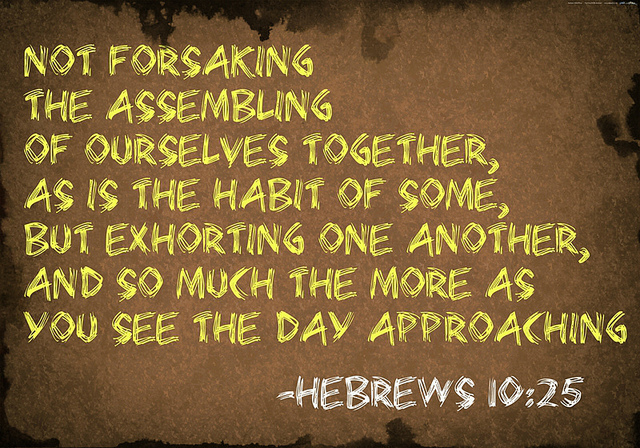 NOT FORSAKING
THE ASSEMBLING
OF OURSELVES TOGETHER,
AS IS THE HABIT OF SOME,
BUT EXHORTING ONE ANOTHER,
AND SO MUCH THE MORE AS
YOU SEE THE DAY APPROACHING
-HEBREWS 10:25